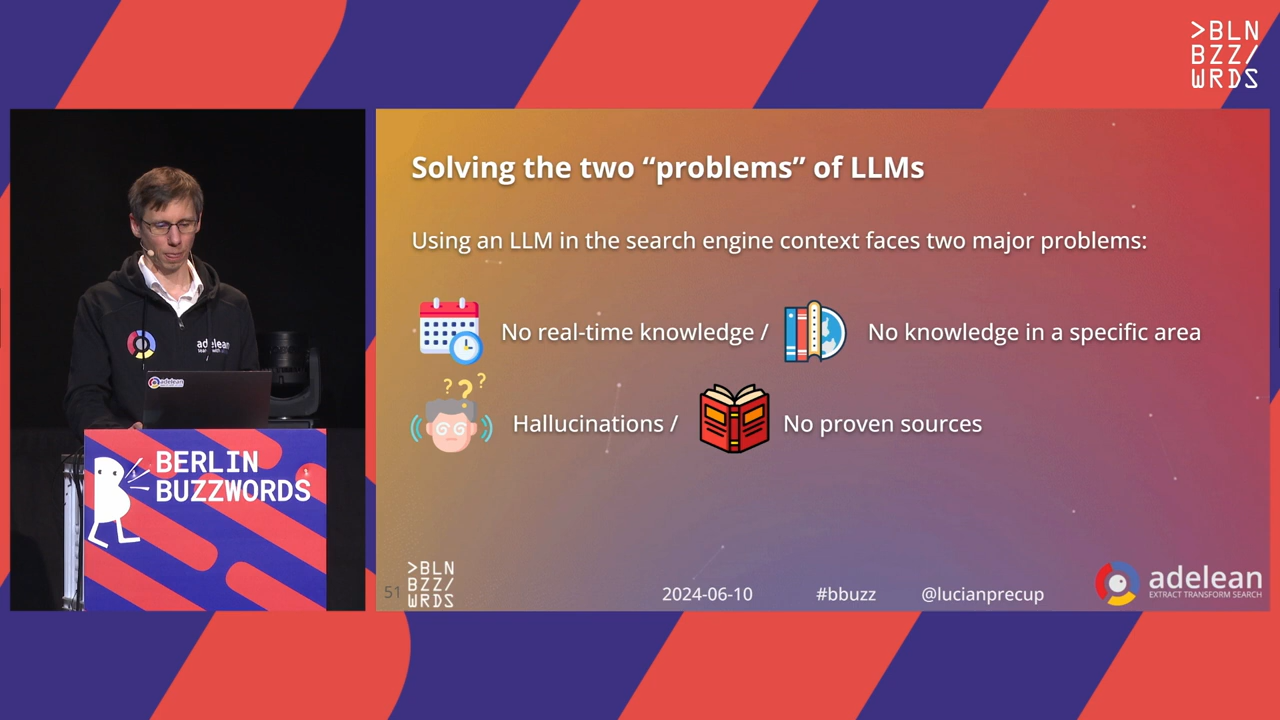 >BLN
BZZ/
WRDS
Solving the two “problems” of LLMs
Using an LLM in the search engine context faces two major problems:
No real-time knowledge /
No knowledge in a specific area
Hallucinations /
No proven sources
adelean
adelean
BERLIN
BUZZWORDS
51
>BLN
BZZ/
WRDS
2024-06-10
#bbuzz
@lucianprecup
adelean
EXTRACT TRANSFORM SEARCH